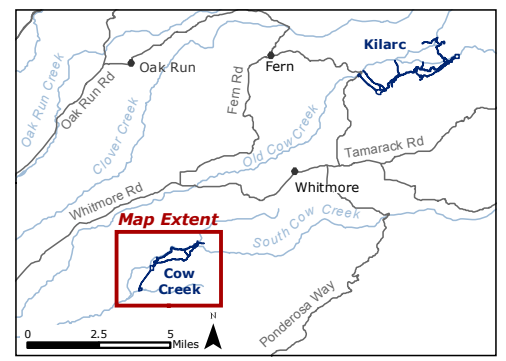 Kilarc
Oak Run
Fern
Oak Run Creek
Oak Run Rd
Clover Creek
Fern Rd
Old Cow Creek
Tamarack Rd
Whitmore
Whitmore Rd
Map Extent
South Cow Creek
Cow
Creek
Ponderosa Way
N
0 2.5 5
Miles